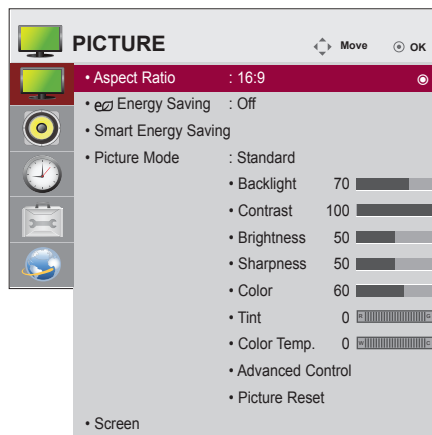 PICTURE Move OK
• Aspect Ratio : 16:9
• Energy Saving : Off
• Smart Energy Saving
• Picture Mode : Standard
• Backlight 70
• Contrast 100
• Brightness 50
• Sharpness 50
• Color 60
• Tint 0 R G
• Color Temp. 0 W C
• Advanced Control
• Picture Reset
• Screen